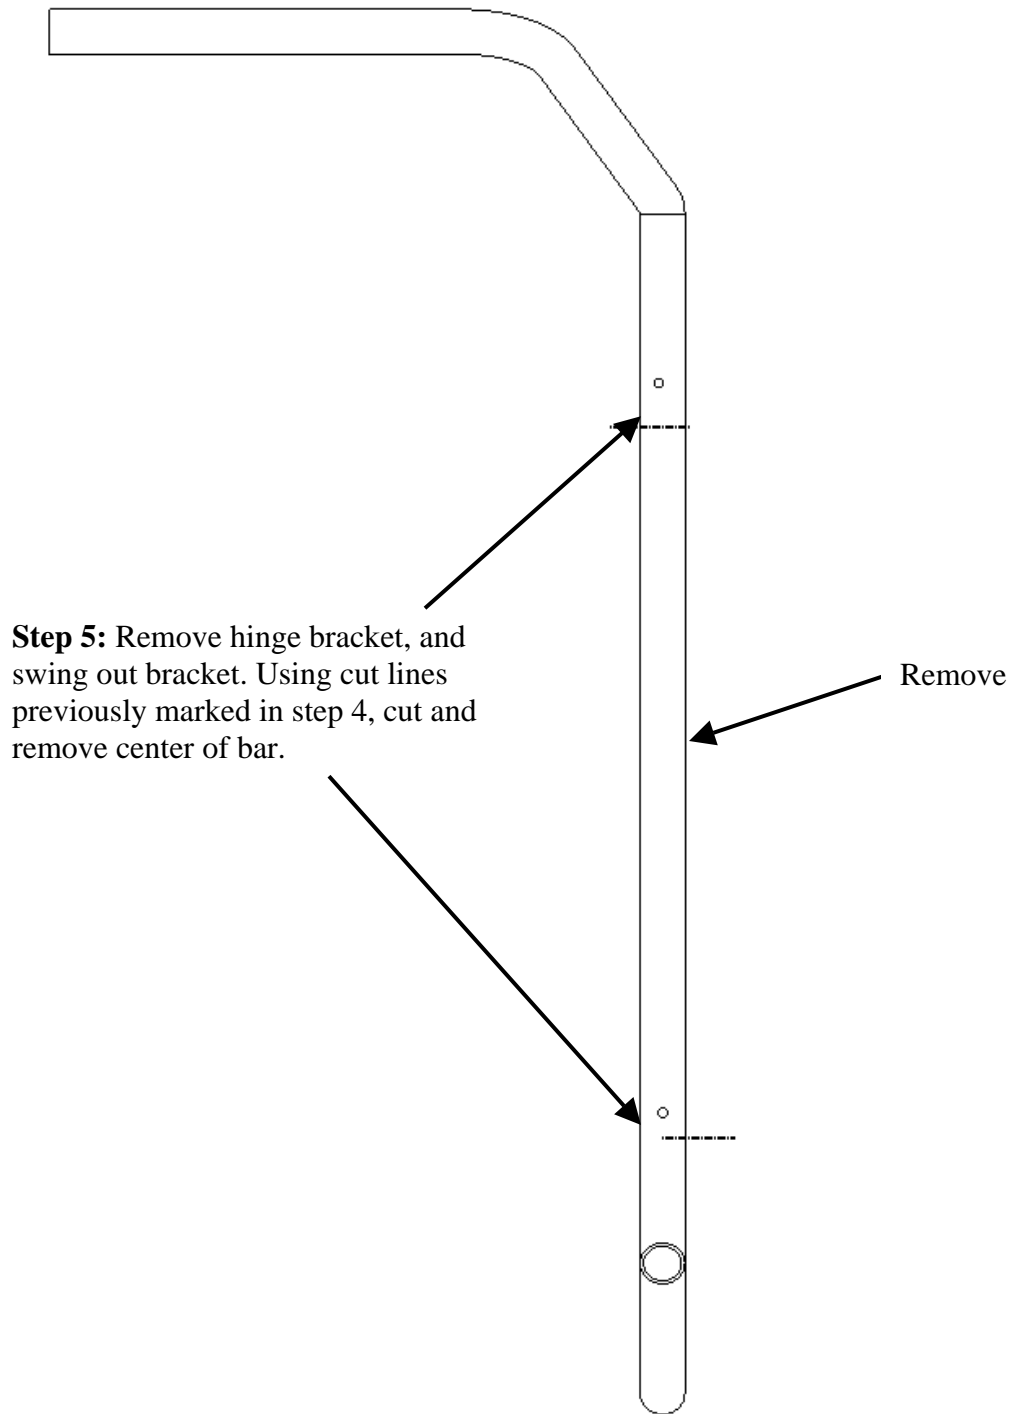 Step 5: Remove hinge bracket, and
swing out bracket. Using cut lines
previously marked in step 4, cut and
remove center of bar.
Remove